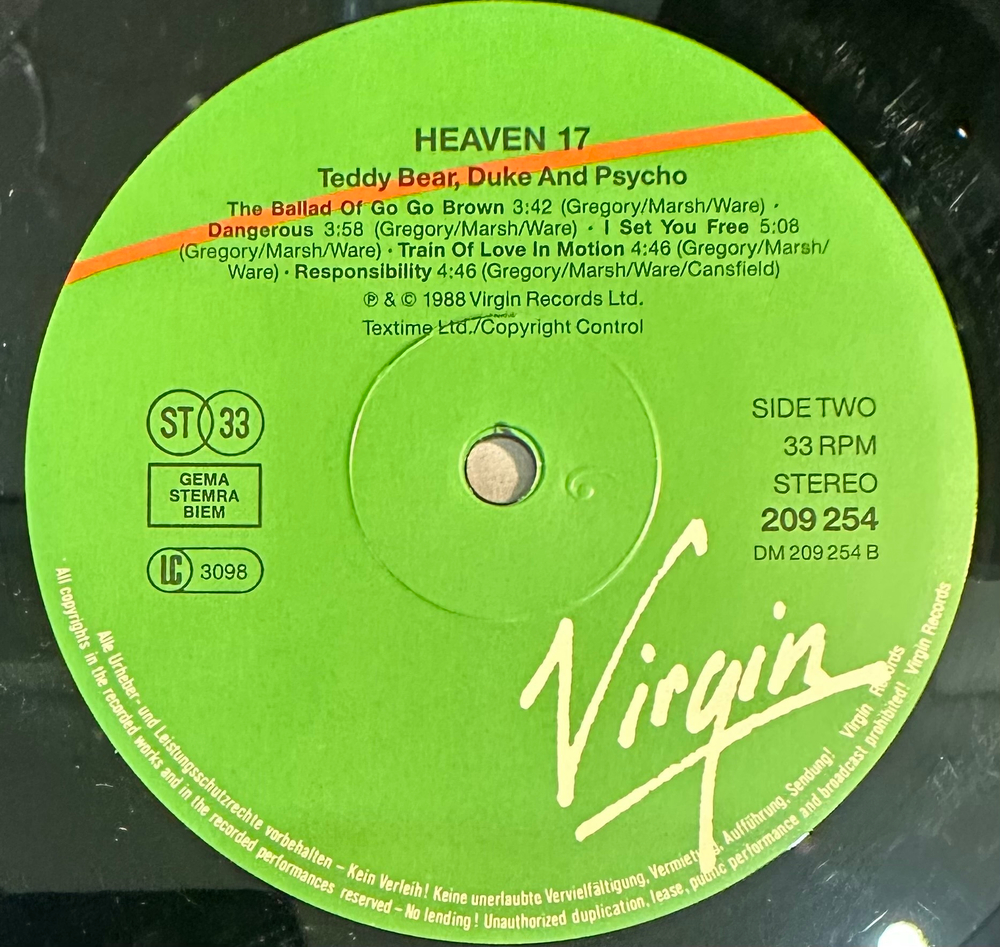 HEAVEN 17
Teddy Bear, Duke And Psycho
The Ballad Of Go Go Brown 3:42 (Gregory/Marsh/Ware) ·
Dangerous 3:58 (Gregory/Marsh/Ware) · I Set You Free 5:08
(Gregory/Marsh/Ware) · Train Of Love In Motion 4:46 (Gregory/Marsh/
Ware) · Responsibility 4:46 (Gregory/Marsh/Ware/Cansfield)
℗ & © 1988 Virgin Records Ltd.
Textime Ltd./Copyright Control
ST 33
GEMA
STEMRA
BIEM
LC 3098
SIDE TWO
33 RPM
STEREO
209 254
DM 209 254 B
Virgin
Alle Urheber- und Leistungsschutzrechte vorbehalten – Kein Verleih! Keine unerlaubte Vervielfältigung, Vermietung, Aufführung, Sendung! Virgin Records
All copyrights in the recorded works and in the recorded performances reserved – No lending! Unauthorized duplication, lease, public performance and broadcast prohibited! Virgin Records